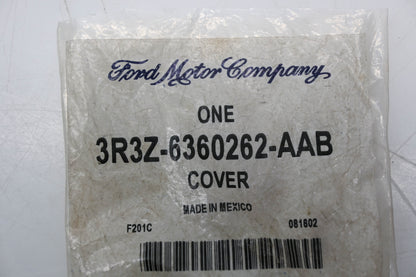 Ford Motor Company
ONE
3R3Z-6360262-AAB
COVER
MADE IN MEXICO
F201C 081602